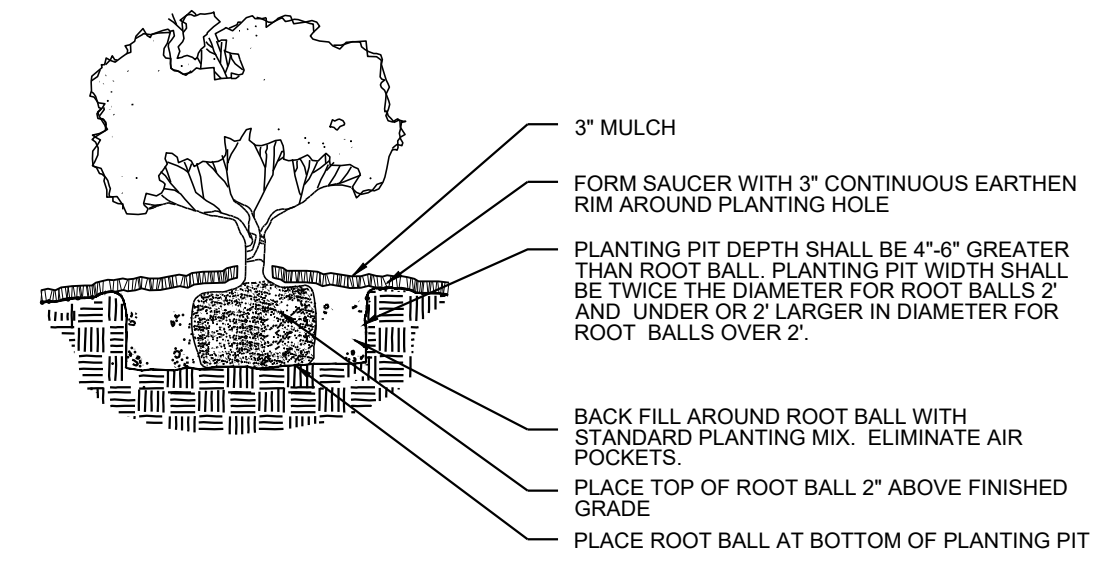 3" MULCH
FORM SAUCER WITH 3" CONTINUOUS EARTHEN
RIM AROUND PLANTING HOLE
PLANTING PIT DEPTH SHALL BE 4"-6" GREATER
THAN ROOT BALL. PLANTING PIT WIDTH SHALL
BE TWICE THE DIAMETER FOR ROOT BALLS 2'
AND  UNDER OR 2' LARGER IN DIAMETER FOR
ROOT  BALLS OVER 2'.
BACK FILL AROUND ROOT BALL WITH
STANDARD PLANTING MIX.  ELIMINATE AIR
POCKETS.
PLACE TOP OF ROOT BALL 2" ABOVE FINISHED
GRADE
PLACE ROOT BALL AT BOTTOM OF PLANTING PIT